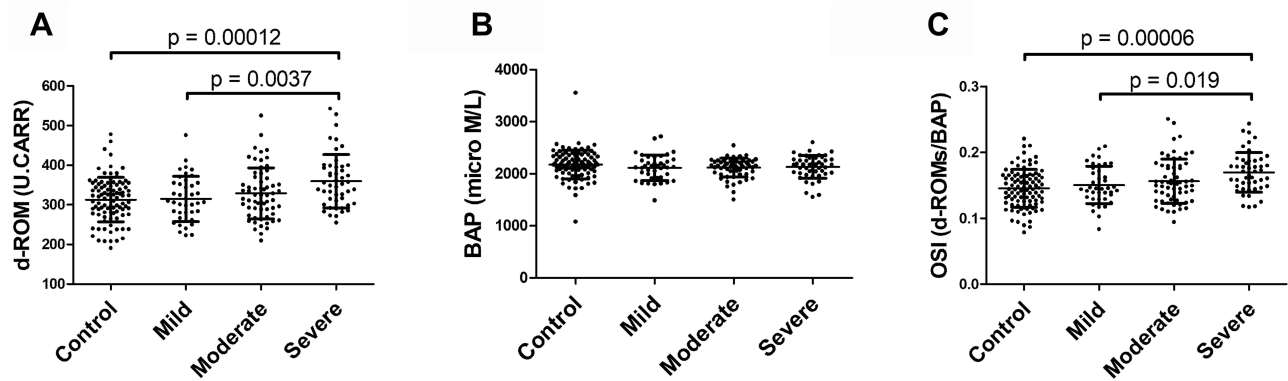 A
p = 0.00012
p = 0.0037
d-ROM (U.CARR)
600
500
400
300
200
100
Control
Mild
Moderate
Severe
B
BAP (micro M/L)
4000
3000
2000
1000
0
Control
Mild
Moderate
Severe
C
p = 0.00006
p = 0.019
OSI (d-ROMs/BAP)
0.3
0.2
0.1
0.0
Control
Mild
Moderate
Severe